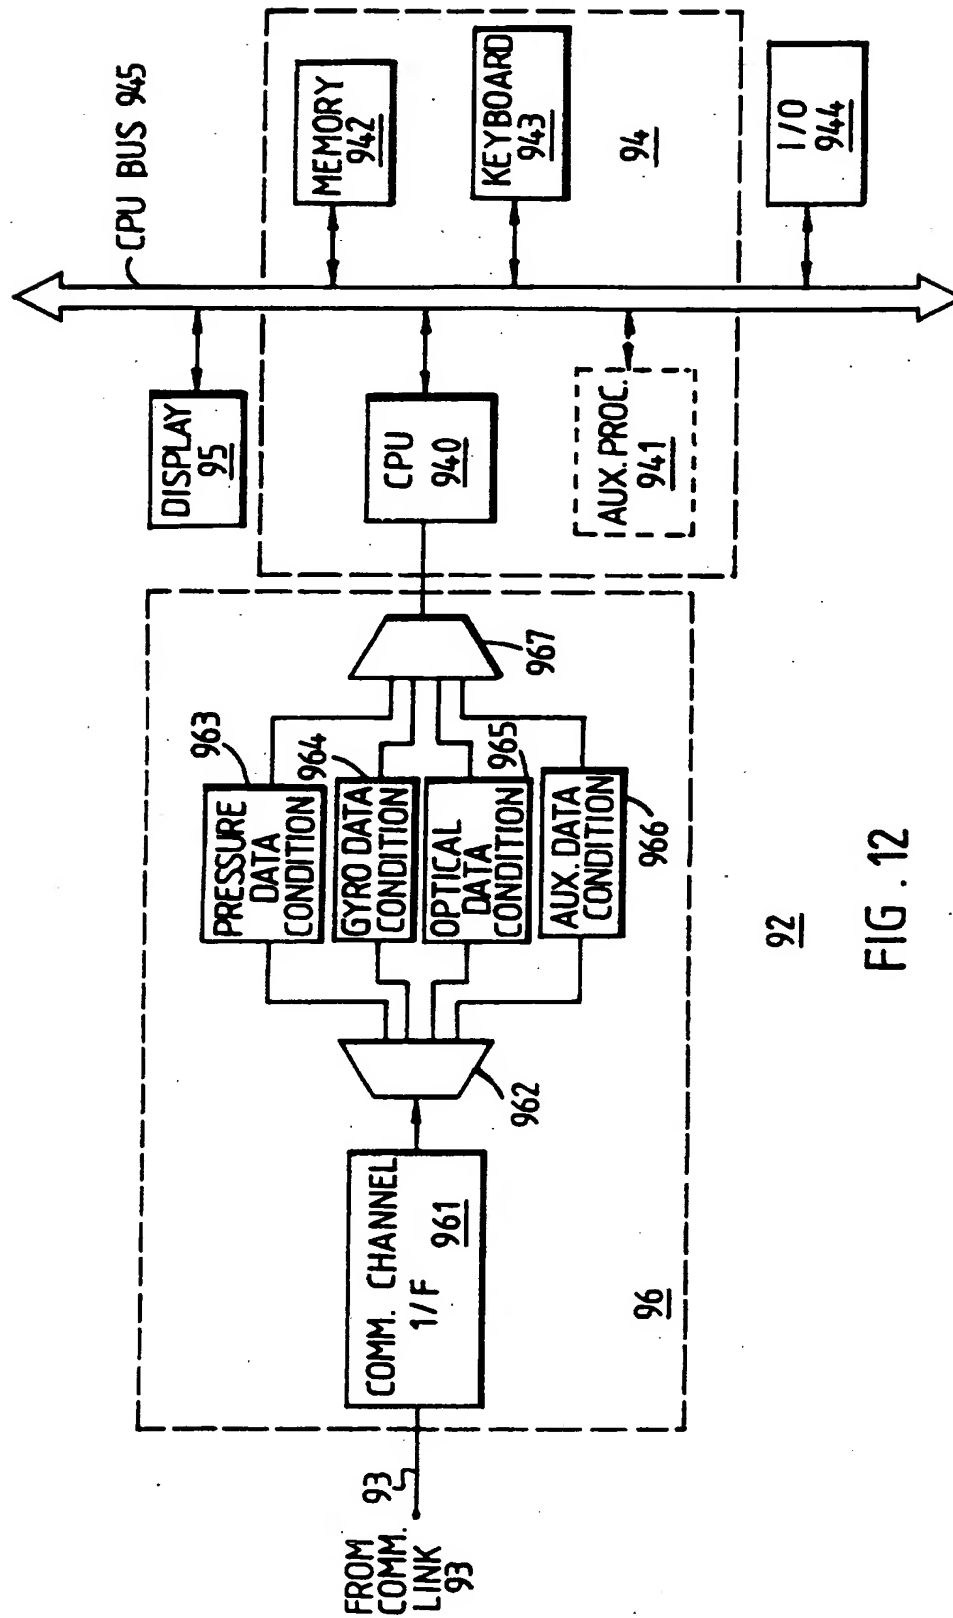 FROM
COMM.
LINK
93
93
COMM. CHANNEL
1/F
961
962
PRESSURE
DATA
CONDITION
963
GYRO DATA
CONDITION
964
OPTICAL
DATA
CONDITION
965
AUX. DATA
CONDITION
966
967
96
DISPLAY
95
CPU
940
AUX. PROC.
941
CPU BUS 945
MEMORY
942
KEYBOARD
943
94
I/O
944
92
FIG. 12